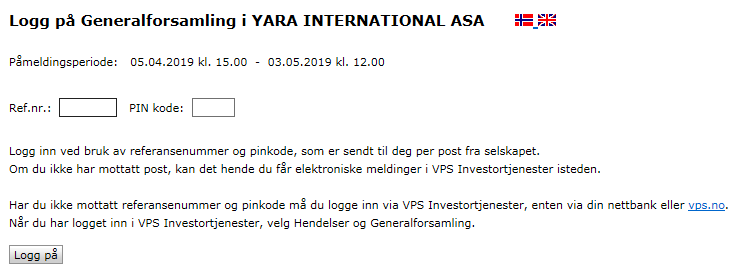 Logg på Generalforsamling i YARA INTERNATIONAL ASA
Påmeldingsperiode: 05.04.2019 kl. 15.00 - 03.05.2019 kl. 12.00
Ref.nr.: PIN kode:
Logg inn ved bruk av referansenummer og pinkode, som er sendt til deg per post fra selskapet.
Om du ikke har mottatt post, kan det hende du får elektroniske meldinger i VPS Investortjenester isteden.
Har du ikke mottatt referansenummer og pinkode må du logge inn via VPS Investortjenester, enten via din nettbank eller vps.no.
Når du har logget inn i VPS Investortjenester, velg Hendelser og Generalforsamling.
Logg på